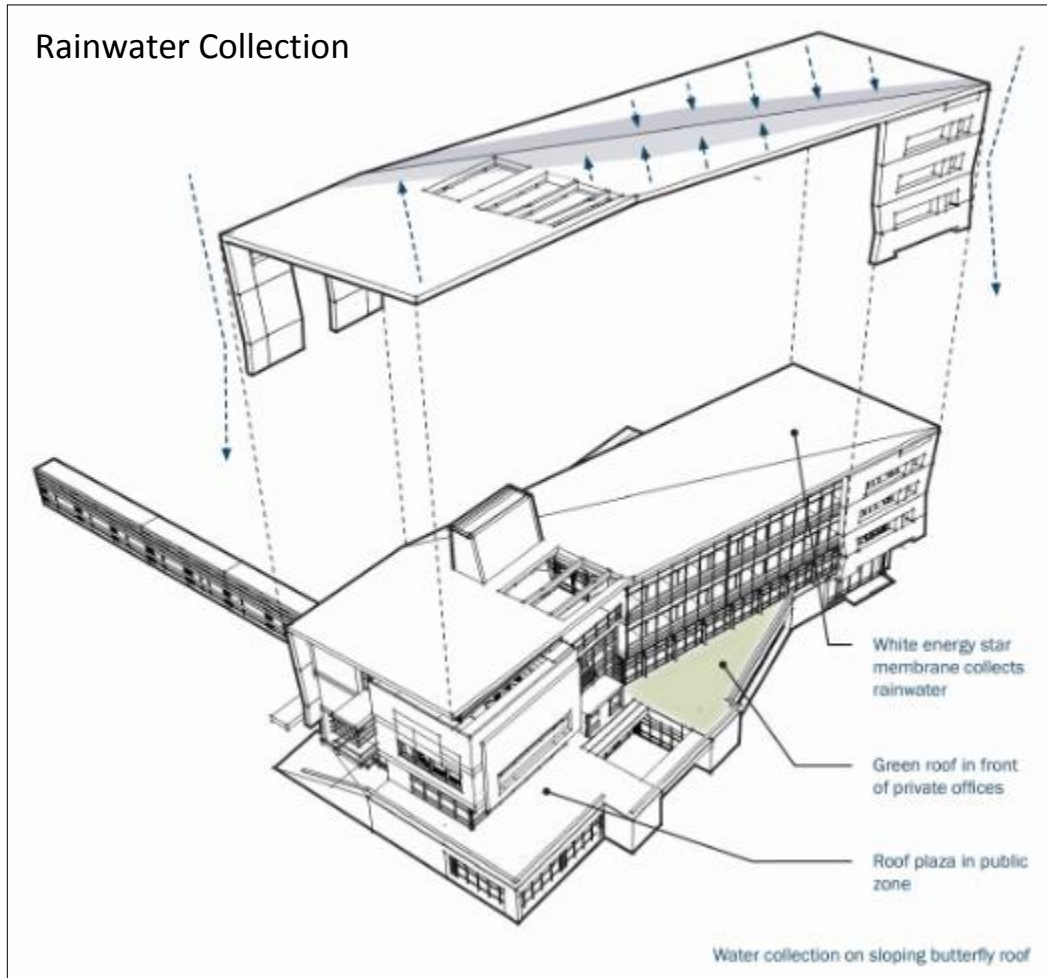 Rainwater Collection
White energy star
membrane collects
rainwater
Green roof in front
of private offices
Roof plaza in public
zone
Water collection on sloping butterfly roof